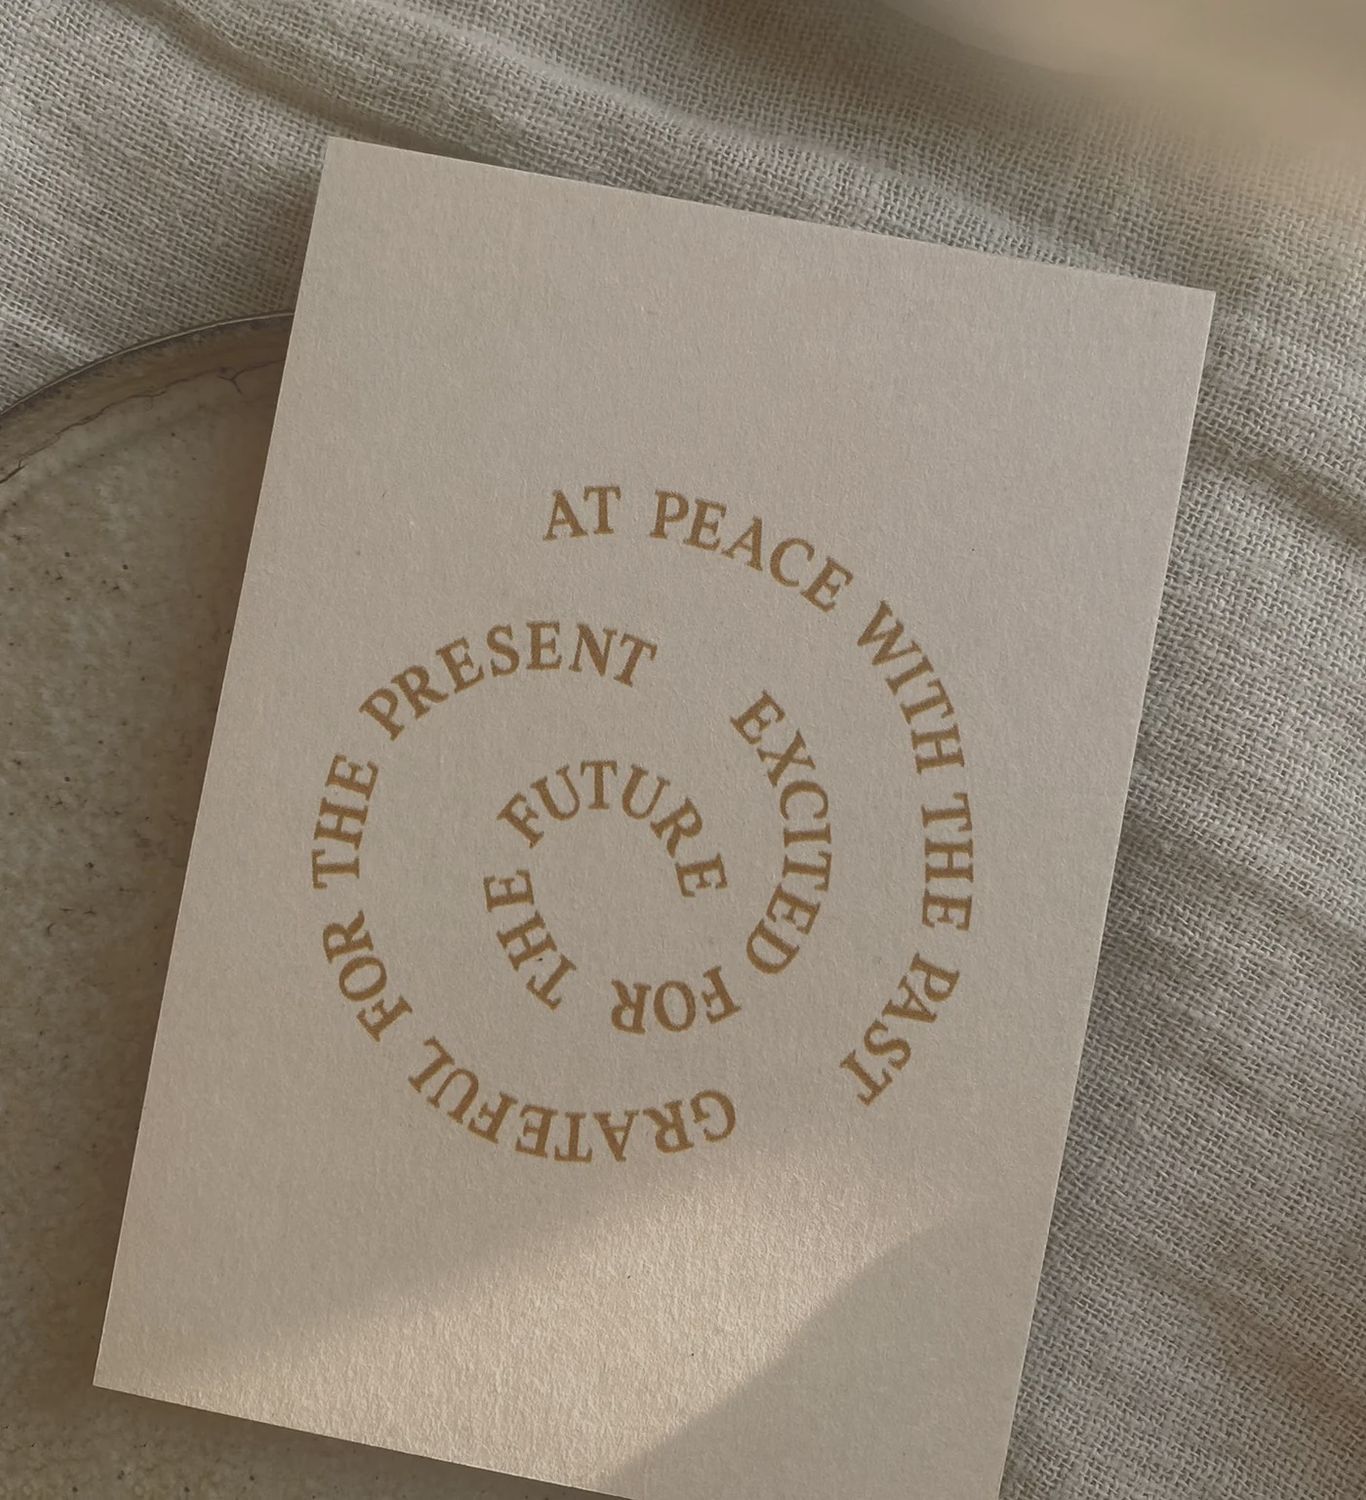 AT PEACE WITH THE PAST
GRATEFUL FOR THE PRESENT
EXCITED FOR THE FUTURE